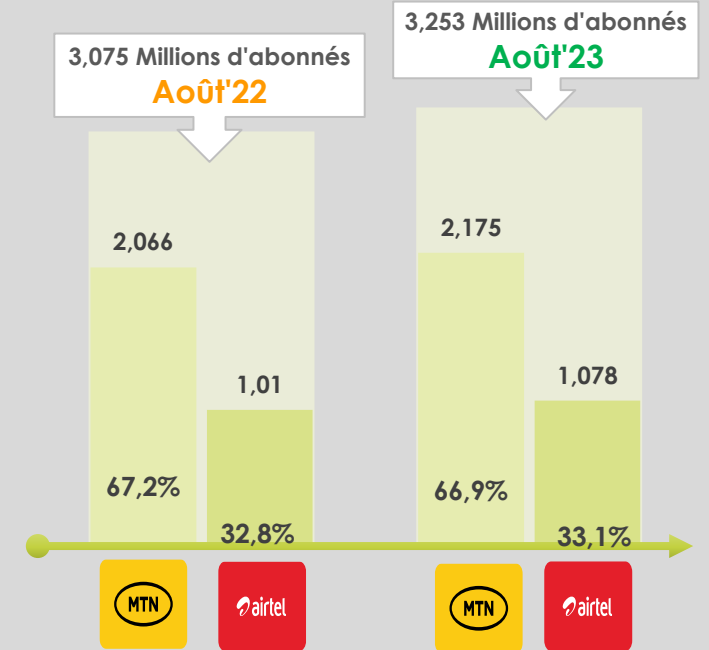 3,075 Millions d'abonnés
Août'22
3,253 Millions d'abonnés
Août'23
2,066
1,01
67,2%
32,8%
2,175
1,078
66,9%
33,1%
MTN
airtel
MTN
airtel